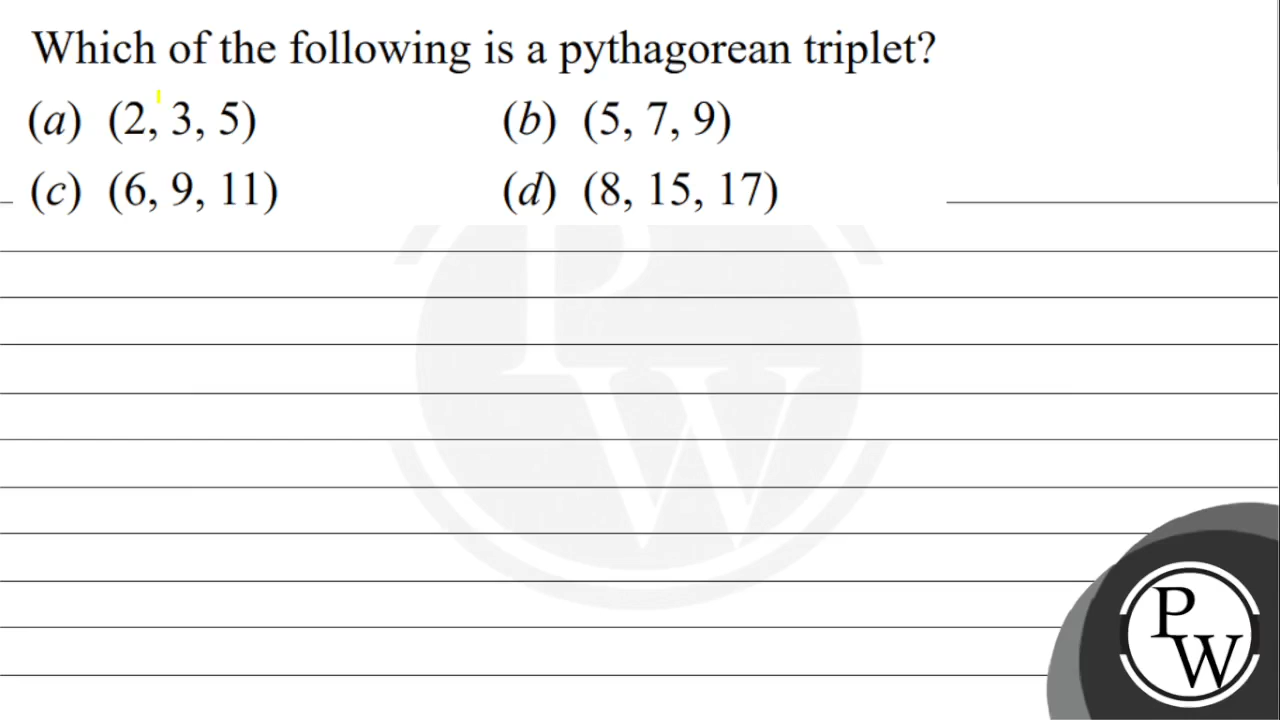 Which of the following is a pythagorean triplet?
(a) (2, 3, 5) (b) (5, 7, 9)
(c) (6, 9, 11) (d) (8, 15, 17)
PW
PW